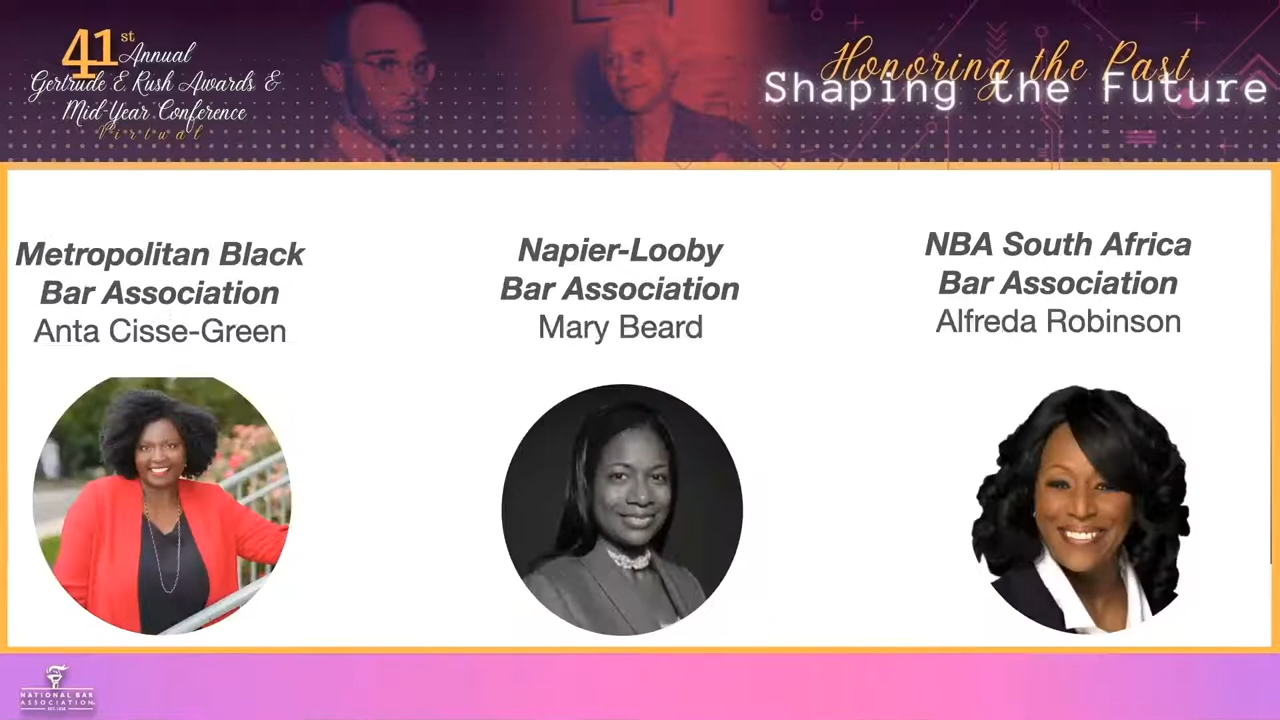 41st Annual
Gertrude E. Rush Awards &
Mid-Year Conference
Virtual
Honoring the Past,
Shaping the Future
Metropolitan Black
Bar Association
Anta Cisse-Green
Napier-Looby
Bar Association
Mary Beard
NBA South Africa
Bar Association
Alfreda Robinson
NATIONAL BAR
ASSOCIATION